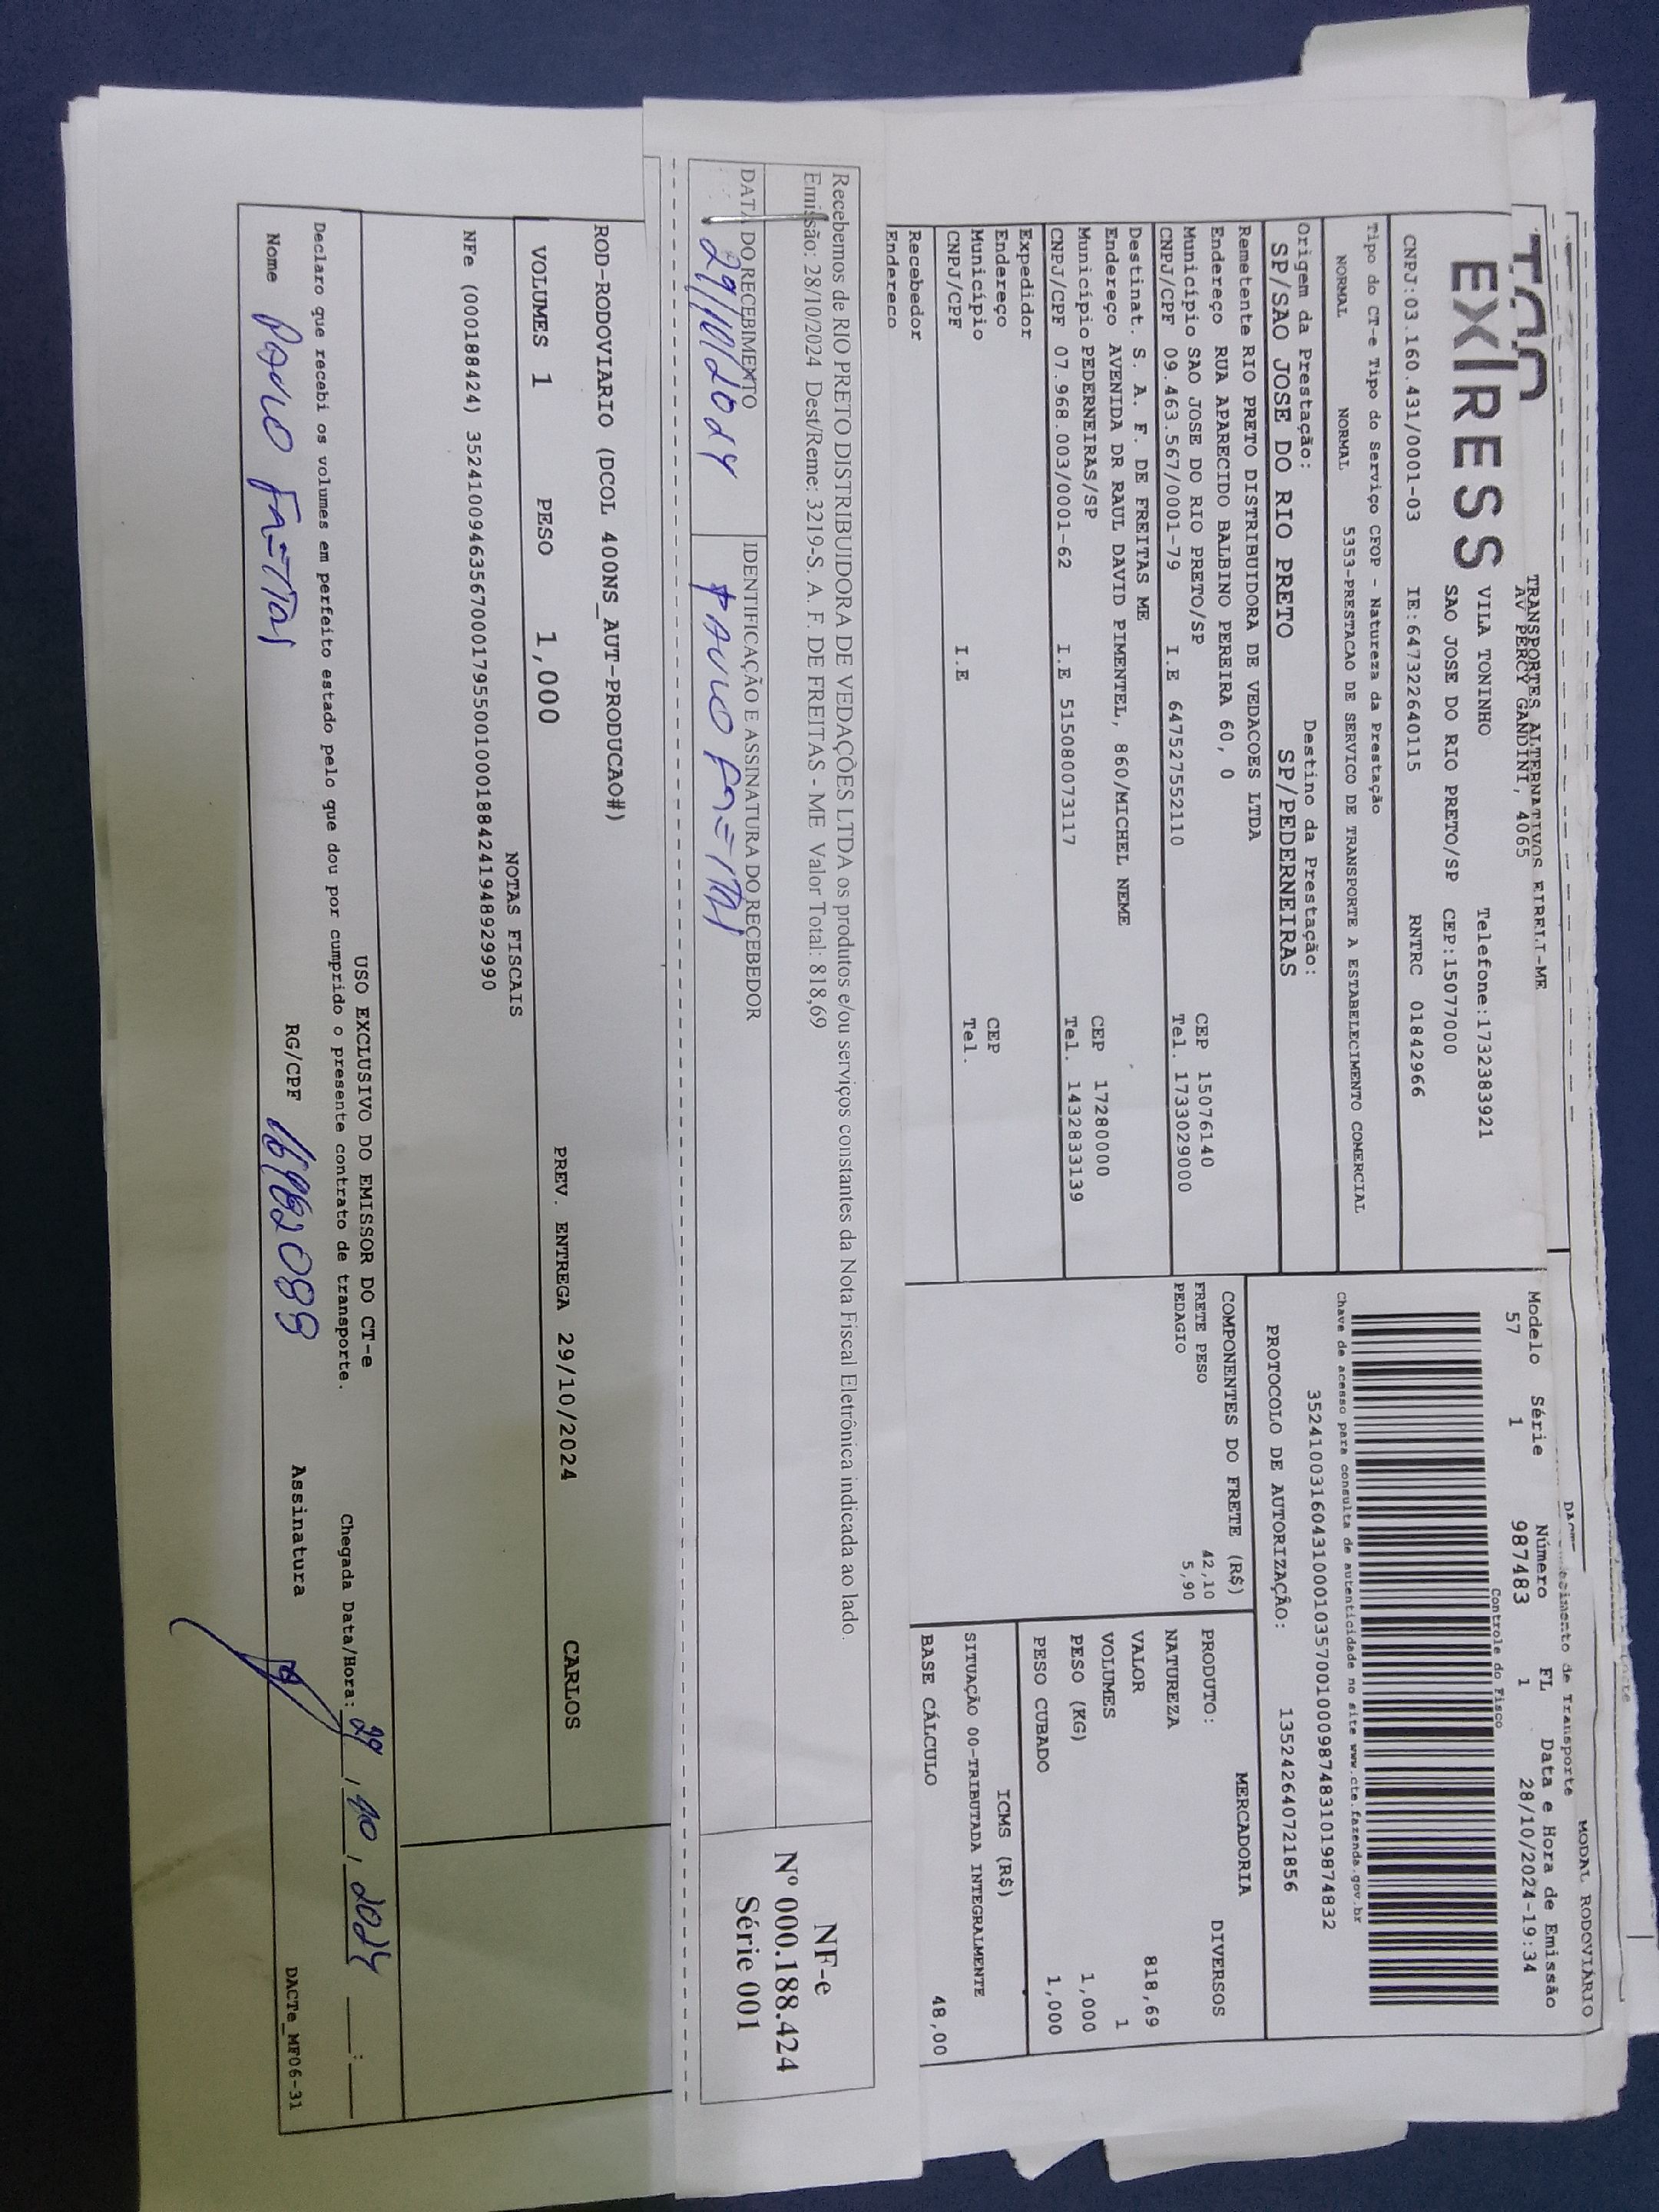 MODAL RODOVIÁRIO
EXPRESS
TRANSPORTES ALTERNATIVOS EIRELI-ME
AV PERCY GANDINI, 4065
VILA TONINHO Telefone:1732383921
SAO JOSE DO RIO PRETO/SP CEP:15077000
CNPJ:03.160.431/0001-03 IE:647322640115 RNTRC 01842966
Tipo do CT-e Tipo do Serviço CFOP - Natureza da Prestação
NORMAL NORMAL 5353-PRESTACAO DE SERVICO DE TRANSPORTE A ESTABELECIMENTO COMERCIAL
Origem da Prestação: Destino da Prestação:
SP/SAO JOSE DO RIO PRETO SP/PEDERNEIRAS
Remetente RIO PRETO DISTRIBUIDORA DE VEDACOES LTDA
Endereço RUA APARECIDO BALBINO PEREIRA 60, 0
Município SAO JOSE DO RIO PRETO/SP CEP 15076140
CNPJ/CPF 09.463.567/0001-79 I.E 647527552110 Tel. 1733029000
Destinat. S. A. F. DE FREITAS ME
Endereço AVENIDA DR RAUL DAVID PIMENTEL, 860/MICHEL NEME
Município PEDERNEIRAS/SP CEP 17280000
CNPJ/CPF 07.968.003/0001-62 I.E 515080073117 Tel. 1432833139
Expedidor
Endereço
Município CEP
CNPJ/CPF I.E Tel.
Recebedor
Endereço
de Transporte
Modelo Série Número FL Data e Hora de Emissão
57 1 987483 1 28/10/2024-19:34
Controle do Fisco
Chave de acesso para consulta de autenticidade no site www.cte.fazenda.gov.br
35241003160431000103570010009874831019874832
PROTOCOLO DE AUTORIZAÇÃO: 135242640721856
COMPONENTES DO FRETE (R$)
FRETE PESO 42,10
PEDAGIO 5,90
MERCADORIA
PRODUTO: DIVERSOS
NATUREZA
VALOR 818,69
VOLUMES 1
PESO (KG) 1,000
PESO CUBADO 1,000
ICMS (R$)
SITUAÇÃO 00-TRIBUTADA INTEGRALMENTE
BASE CÁLCULO 48,00
Recebemos de RIO PRETO DISTRIBUIDORA DE VEDAÇÕES LTDA os produtos e/ou serviços constantes da Nota Fiscal Eletrônica indicada ao lado.
Emissão: 28/10/2024 Dest/Reme: 3219-S. A. F. DE FREITAS - ME Valor Total: 818,69
DATA DO RECEBIMENTO IDENTIFICAÇÃO E ASSINATURA DO RECEBEDOR
29/10/2024 PAULO
NF-e
Nº 000.188.424
Série 001
ROD-RODOVIARIO (DCOL 400NS_AUT-PRODUCAO#)
VOLUMES 1 PESO 1,000 PREV. ENTREGA 29/10/2024 CARLOS
NOTAS FISCAIS
NFe (000188424) 35241009463567000179550010001884241948929990
USO EXCLUSIVO DO EMISSOR DO CT-e
Declaro que recebi os volumes em perfeito estado pelo que dou por cumprido o presente contrato de transporte.
Chegada Data/Hora: 29 / 10 / 2024 ___:___
Nome PAULO RG/CPF Assinatura
DACTe_MF06-31